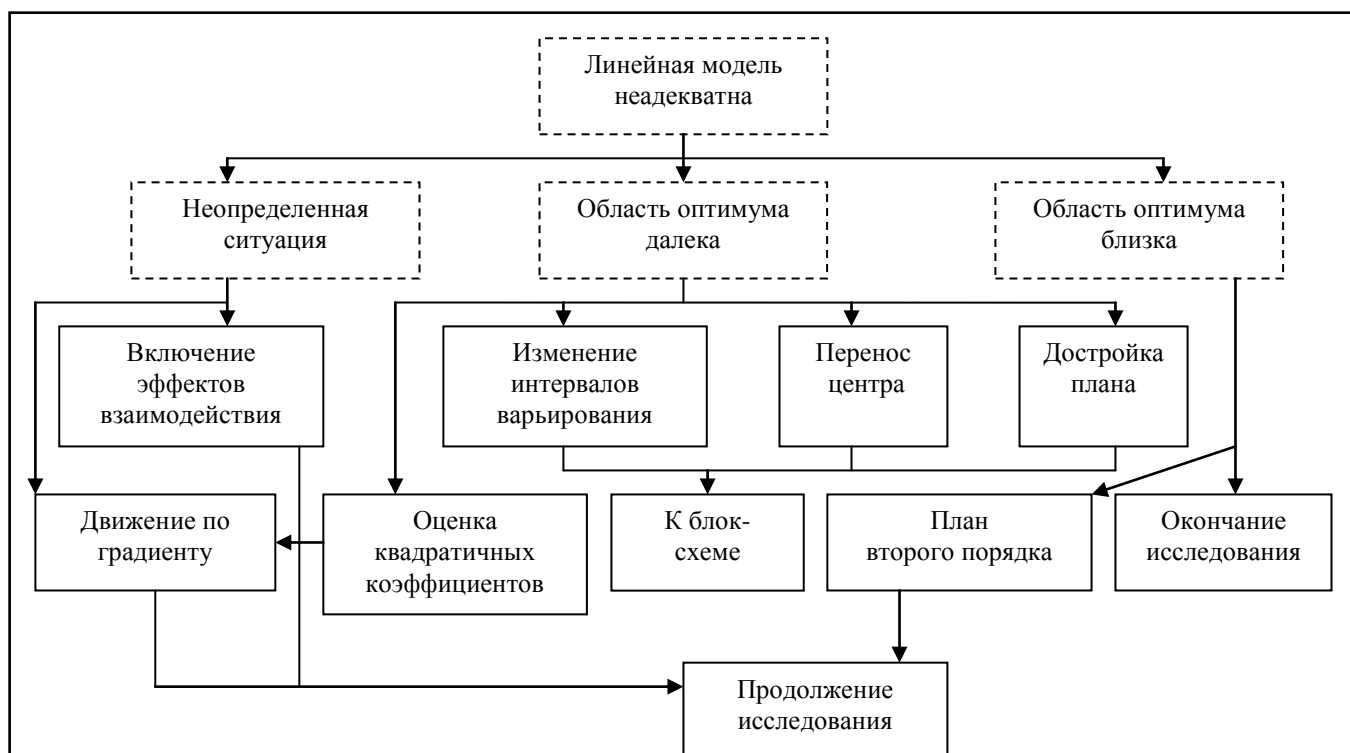 Линейная модель
неадекватна
Неопределенная
ситуация
Область оптимума
далека
Область оптимума
близка
Включение
эффектов
взаимодействия
Изменение
интервалов
варьирования
Перенос
центра
Достройка
плана
Движение по
градиенту
Оценка
квадратичных
коэффициентов
К блок-
схеме
План
второго порядка
Окончание
исследования
Продолжение
исследования